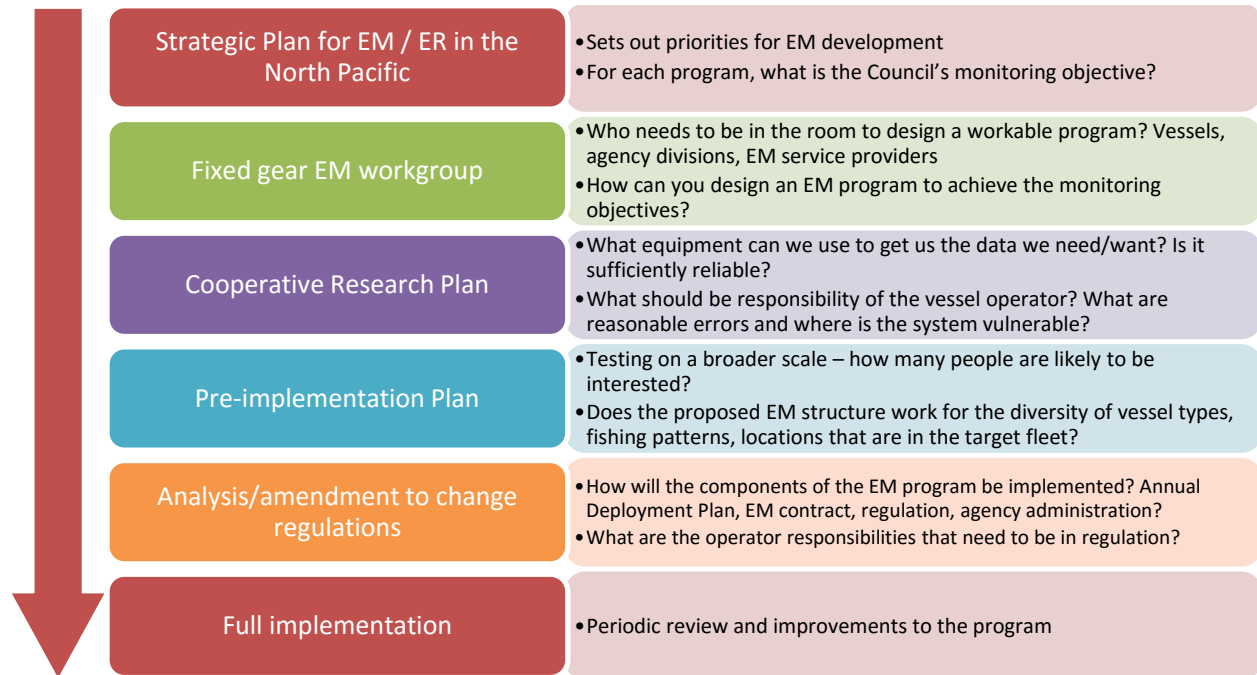 Strategic Plan for EM / ER in the
North Pacific
•Sets out priorities for EM development
•For each program, what is the Council's monitoring objective?
Fixed gear EM workgroup
•Who needs to be in the room to design a workable program? Vessels,
agency divisions, EM service providers
•How can you design an EM program to achieve the monitoring
objectives?
Cooperative Research Plan
•What equipment can we use to get us the data we need/want? Is it
sufficiently reliable?
•What should be responsibility of the vessel operator? What are
reasonable errors and where is the system vulnerable?
Pre-implementation Plan
•Testing on a broader scale – how many people are likely to be
interested?
•Does the proposed EM structure work for the diversity of vessel types,
fishing patterns, locations that are in the target fleet?
Analysis/amendment to change
regulations
•How will the components of the EM program be implemented? Annual
Deployment Plan, EM contract, regulation, agency administration?
•What are the operator responsibilities that need to be in regulation?
Full implementation
•Periodic review and improvements to the program